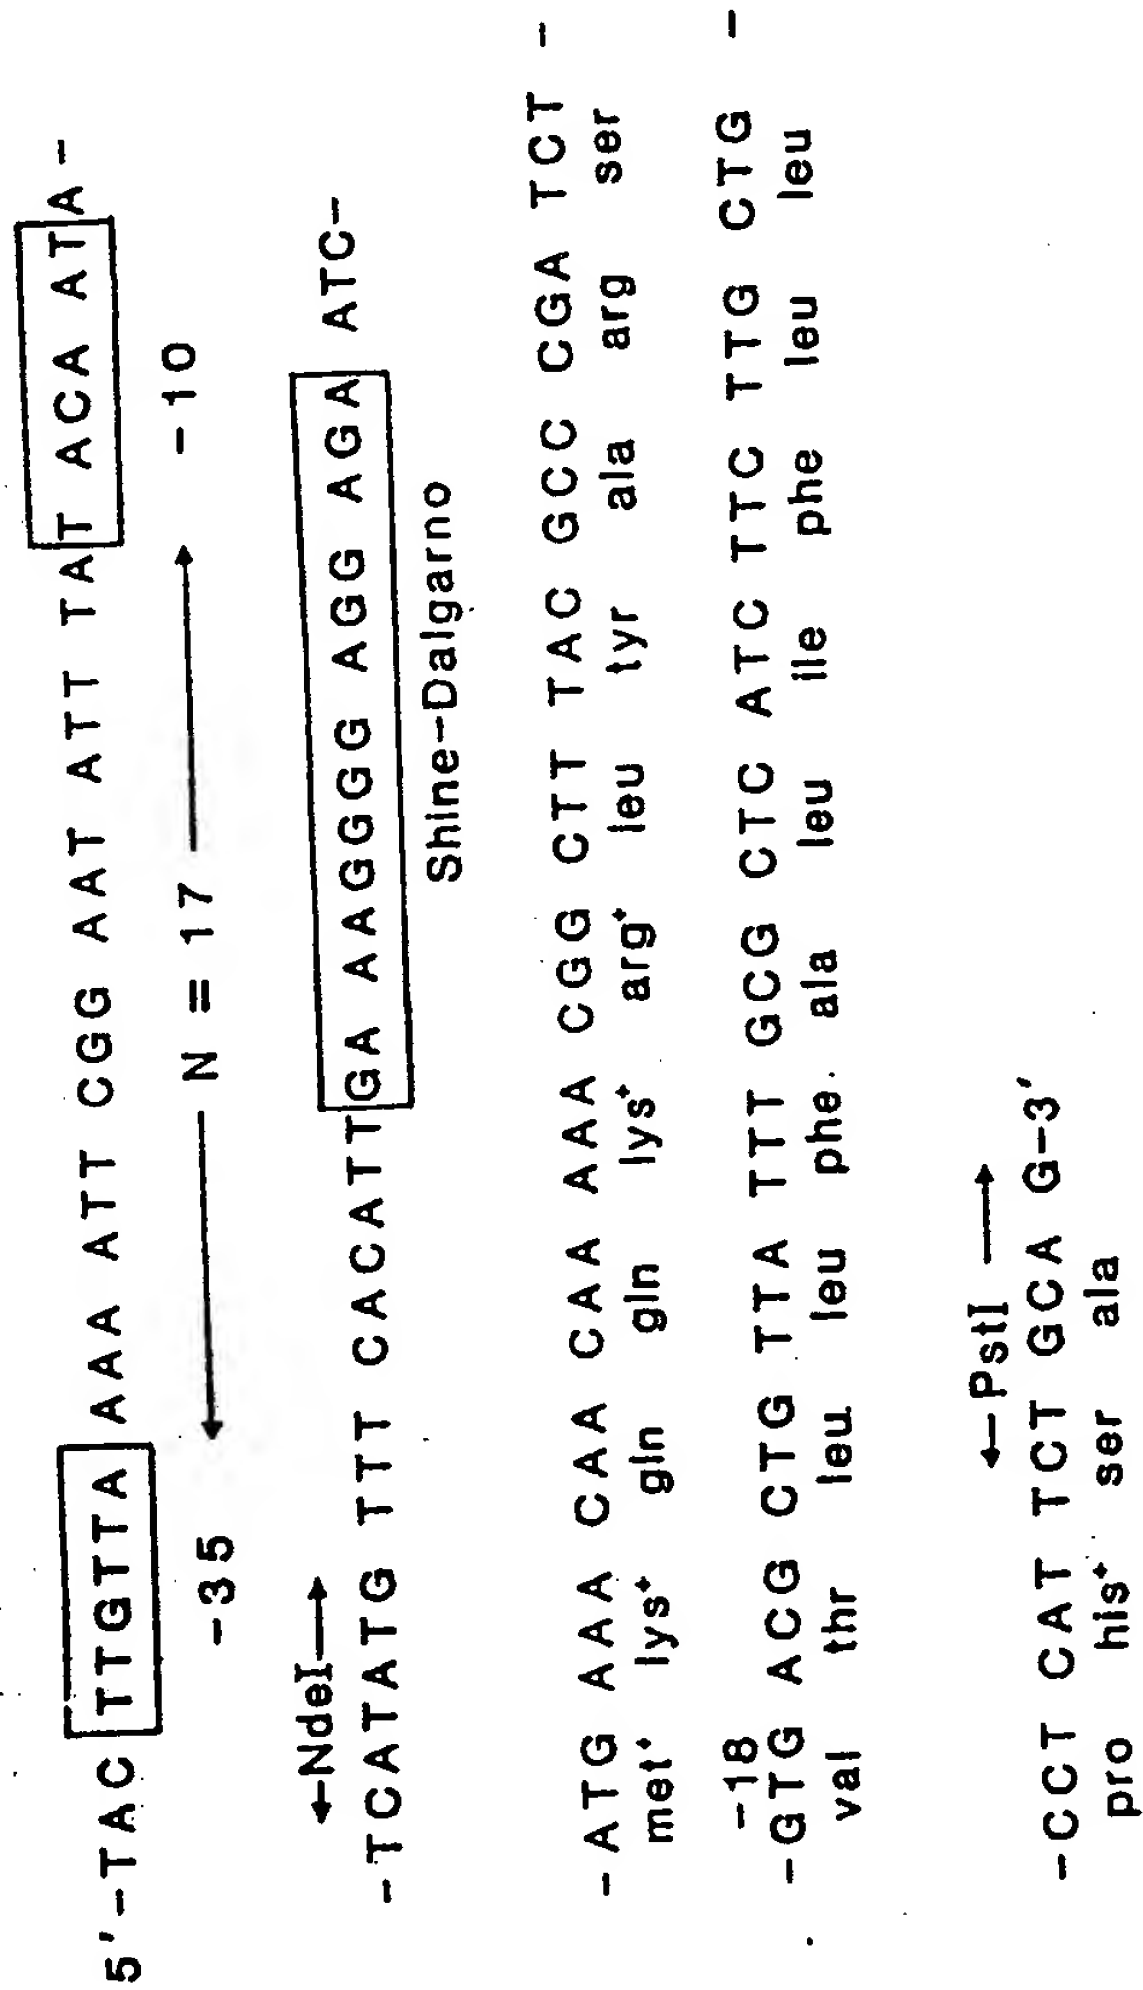 5'-TAC TTGTTA AAA ATT CGG AAT ATT TAT ACA ATA-
-35 ← N = 17 → -10
←NdeI→
-TCATATG TTT CACATT GA AAGGGG AGG AGA ATC-
Shine-Dalgarno
-ATG AAA CAA CAA AAA CGG CTT TAC GCC CGA TCT -
met+ lys+ gln gln lys+ arg+ leu tyr ala arg ser
-18
-GTG ACG CTG TTA TTT GCG CTC ATC TTC TTG CTG -
val thr leu leu phe ala leu ile phe leu leu
←PstI→
-CCT CAT TCT GCA G-3'
pro his+ ser ala